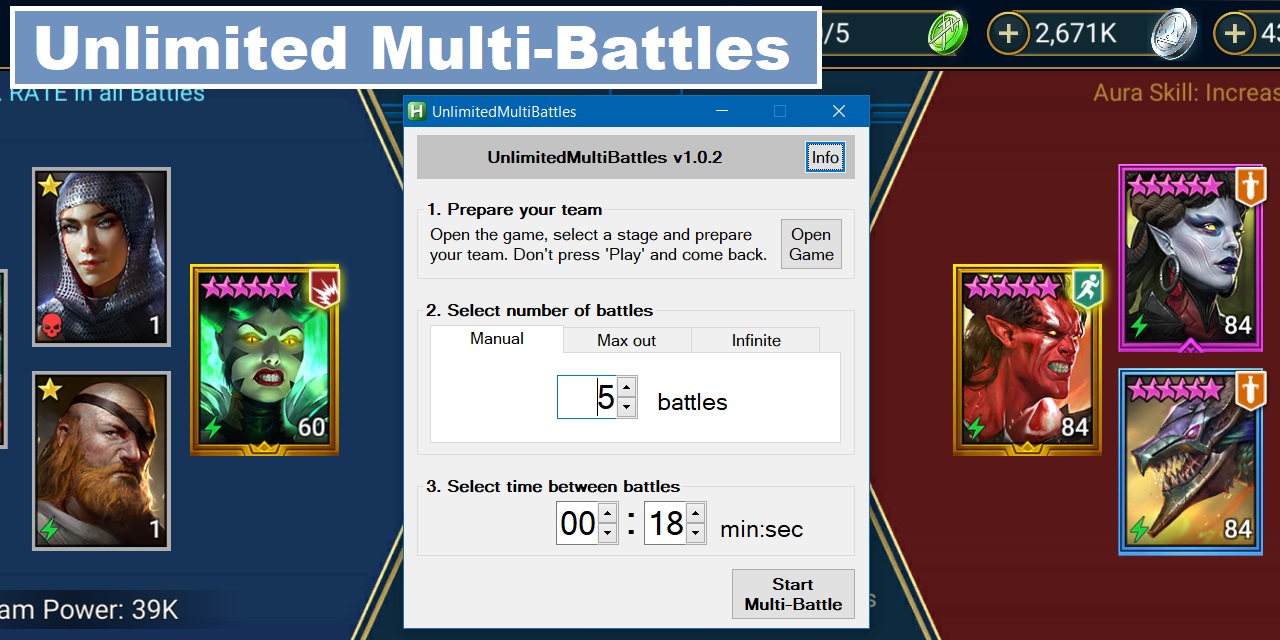 Unlimited Multi-Battles
/5
2,671K
RATE in all Battles
Aura Skill: Increas
UnlimitedMultiBattles
UnlimitedMultiBattles v1.0.2
Info
1. Prepare your team
Open the game, select a stage and prepare
your team. Don't press 'Play' and come back.
Open
Game
2. Select number of battles
Manual
Max out
Infinite
5
battles
3. Select time between battles
00 : 18 min:sec
Start
Multi-Battle
1
60
1
84
84
84
am Power: 39K